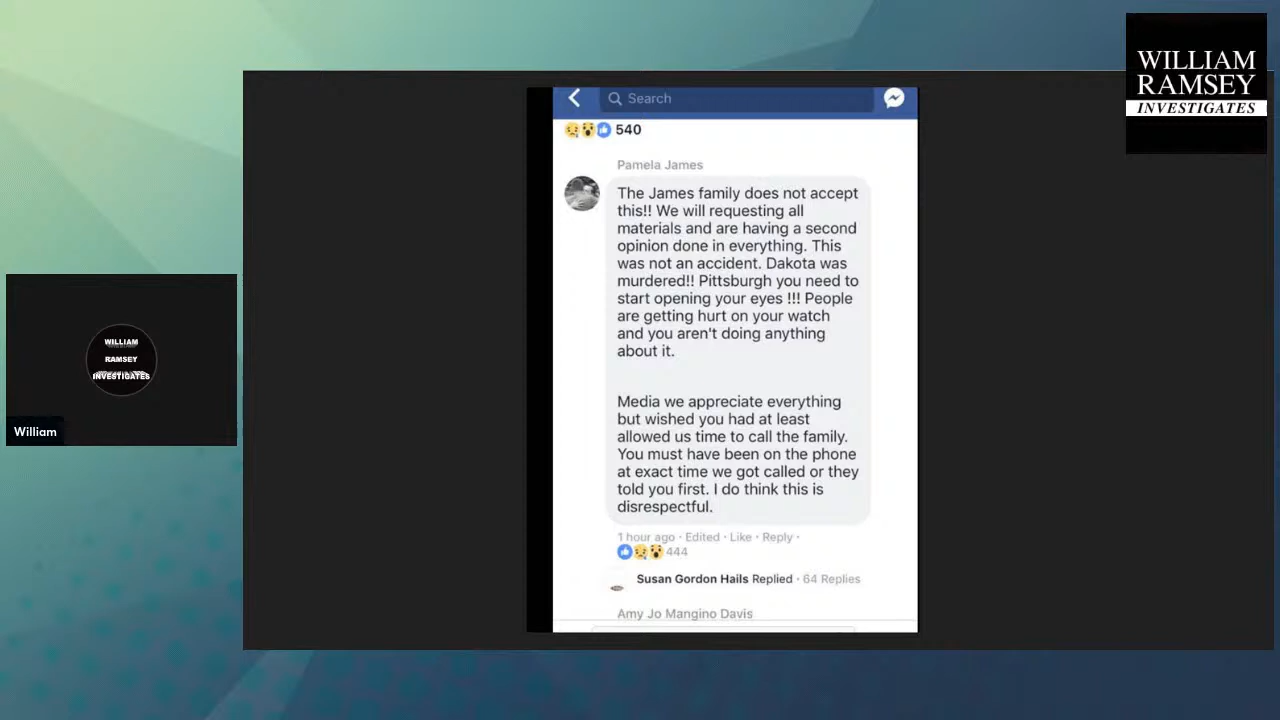 WILLIAM
RAMSEY
INVESTIGATES
Search
540
Pamela James
The James family does not accept
this!! We will requesting all
materials and are having a second
opinion done in everything. This
was not an accident. Dakota was
murdered!! Pittsburgh you need to
start opening your eyes !!! People
are getting hurt on your watch
and you aren't doing anything
about it.
Media we appreciate everything
but wished you had at least
allowed us time to call the family.
You must have been on the phone
at exact time we got called or they
told you first. I do think this is
disrespectful.
1 hour ago · Edited · Like · Reply ·
444
Susan Gordon Hails Replied · 64 Replies
Amy Jo Mangino Davis
WILLIAM
RAMSEY
INVESTIGATES
William